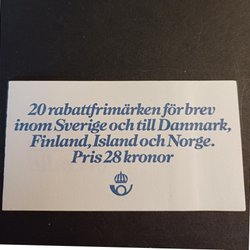 20 rabattfrimärken för brev
inom Sverige och till Danmark,
Finland, Island och Norge.
Pris 28 kronor